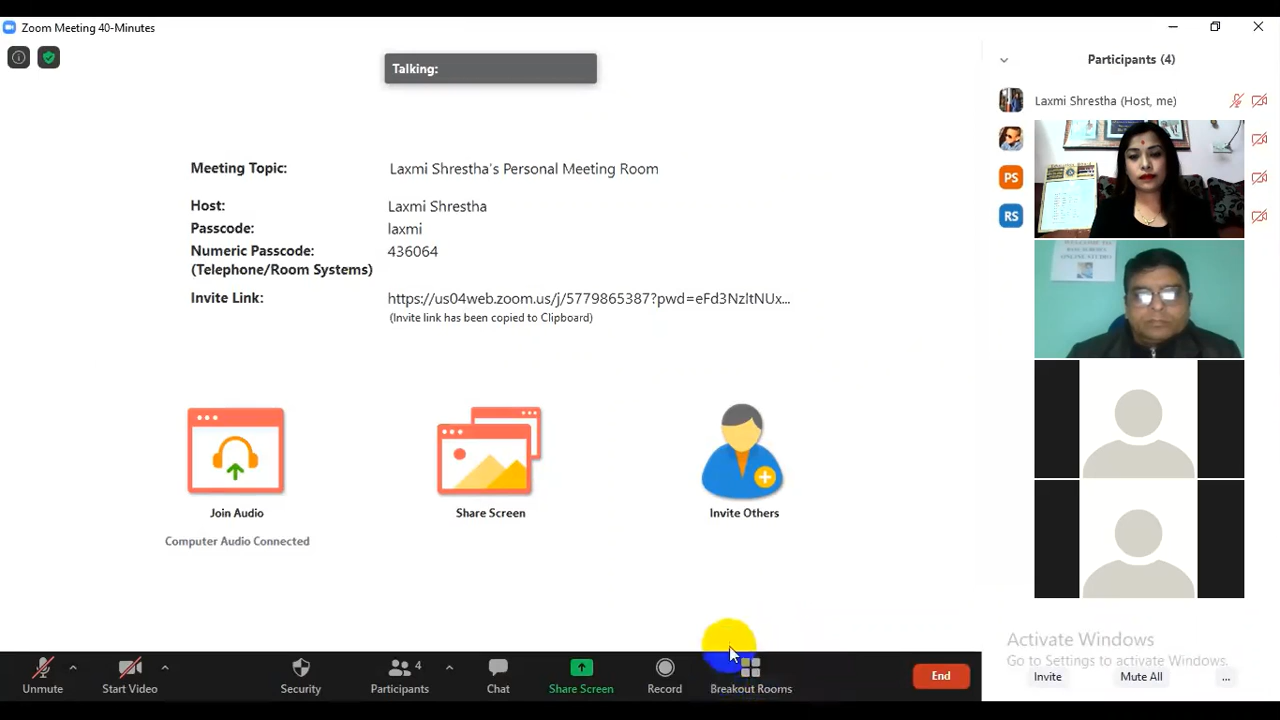 Zoom Meeting 40-Minutes
Talking:
Participants (4)
Laxmi Shrestha (Host, me)
PS
RS
Meeting Topic: Laxmi Shrestha's Personal Meeting Room
Host: Laxmi Shrestha
Passcode: laxmi
Numeric Passcode: 436064
(Telephone/Room Systems)
Invite Link: https://us04web.zoom.us/j/5779865387?pwd=eFd3NzltNUx...
(Invite link has been copied to Clipboard)
ONLINE STUDIO
Join Audio
Share Screen
Invite Others
Computer Audio Connected
Activate Windows
Go to Settings to activate Windows.
Unmute
Start Video
Security
4
Participants
Chat
Share Screen
Record
Breakout Rooms
End
Invite
Mute All
...